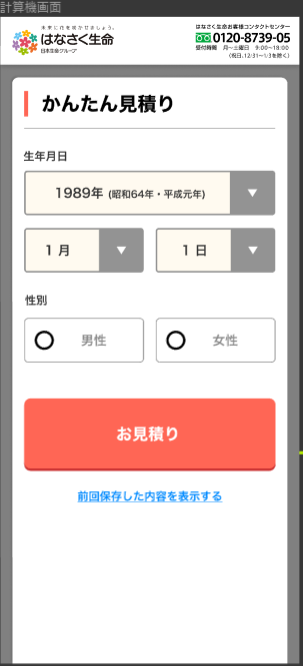 計算機画面
未来に花を咲かせましょう。
はなさく生命
日本生命グループ
はなさく生命お客様コンタクトセンター
0120-8739-05
受付時間 月〜土曜日 9:00〜18:00
(祝日、12/31〜1/3を除く)
かんたん見積り
生年月日
1989年 (昭和64年・平成元年)
1 月
1 日
性別
男性
女性
お見積り
前回保存した内容を表示する